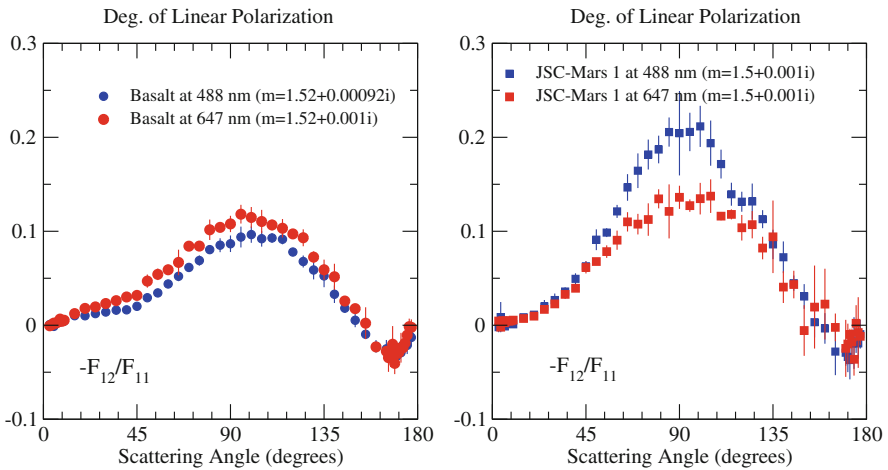 Deg. of Linear Polarization
0.3
0.2
0.1
0
-0.1
Basalt at 488 nm (m=1.52+0.00092i)
Basalt at 647 nm (m=1.52+0.001i)
-F12/F11
0 45 90 135 180
Scattering Angle (degrees)
Deg. of Linear Polarization
0.3
0.2
0.1
0
-0.1
JSC-Mars 1 at 488 nm (m=1.5+0.001i)
JSC-Mars 1 at 647 nm (m=1.5+0.001i)
-F12/F11
0 45 90 135 180
Scattering Angle (degrees)